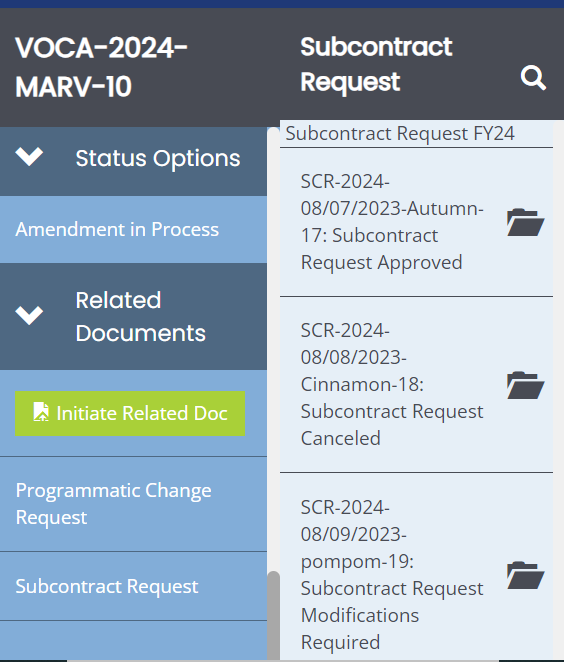 VOCA-2024-
MARV-10
Status Options
Amendment in Process
Related
Documents
Initiate Related Doc
Programmatic Change
Request
Subcontract Request
Subcontract
Request
Subcontract Request FY24
SCR-2024-
08/07/2023-Autumn-
17: Subcontract
Request Approved
SCR-2024-
08/08/2023-
Cinnamon-18:
Subcontract Request
Canceled
SCR-2024-
08/09/2023-
pompom-19:
Subcontract Request
Modifications
Required